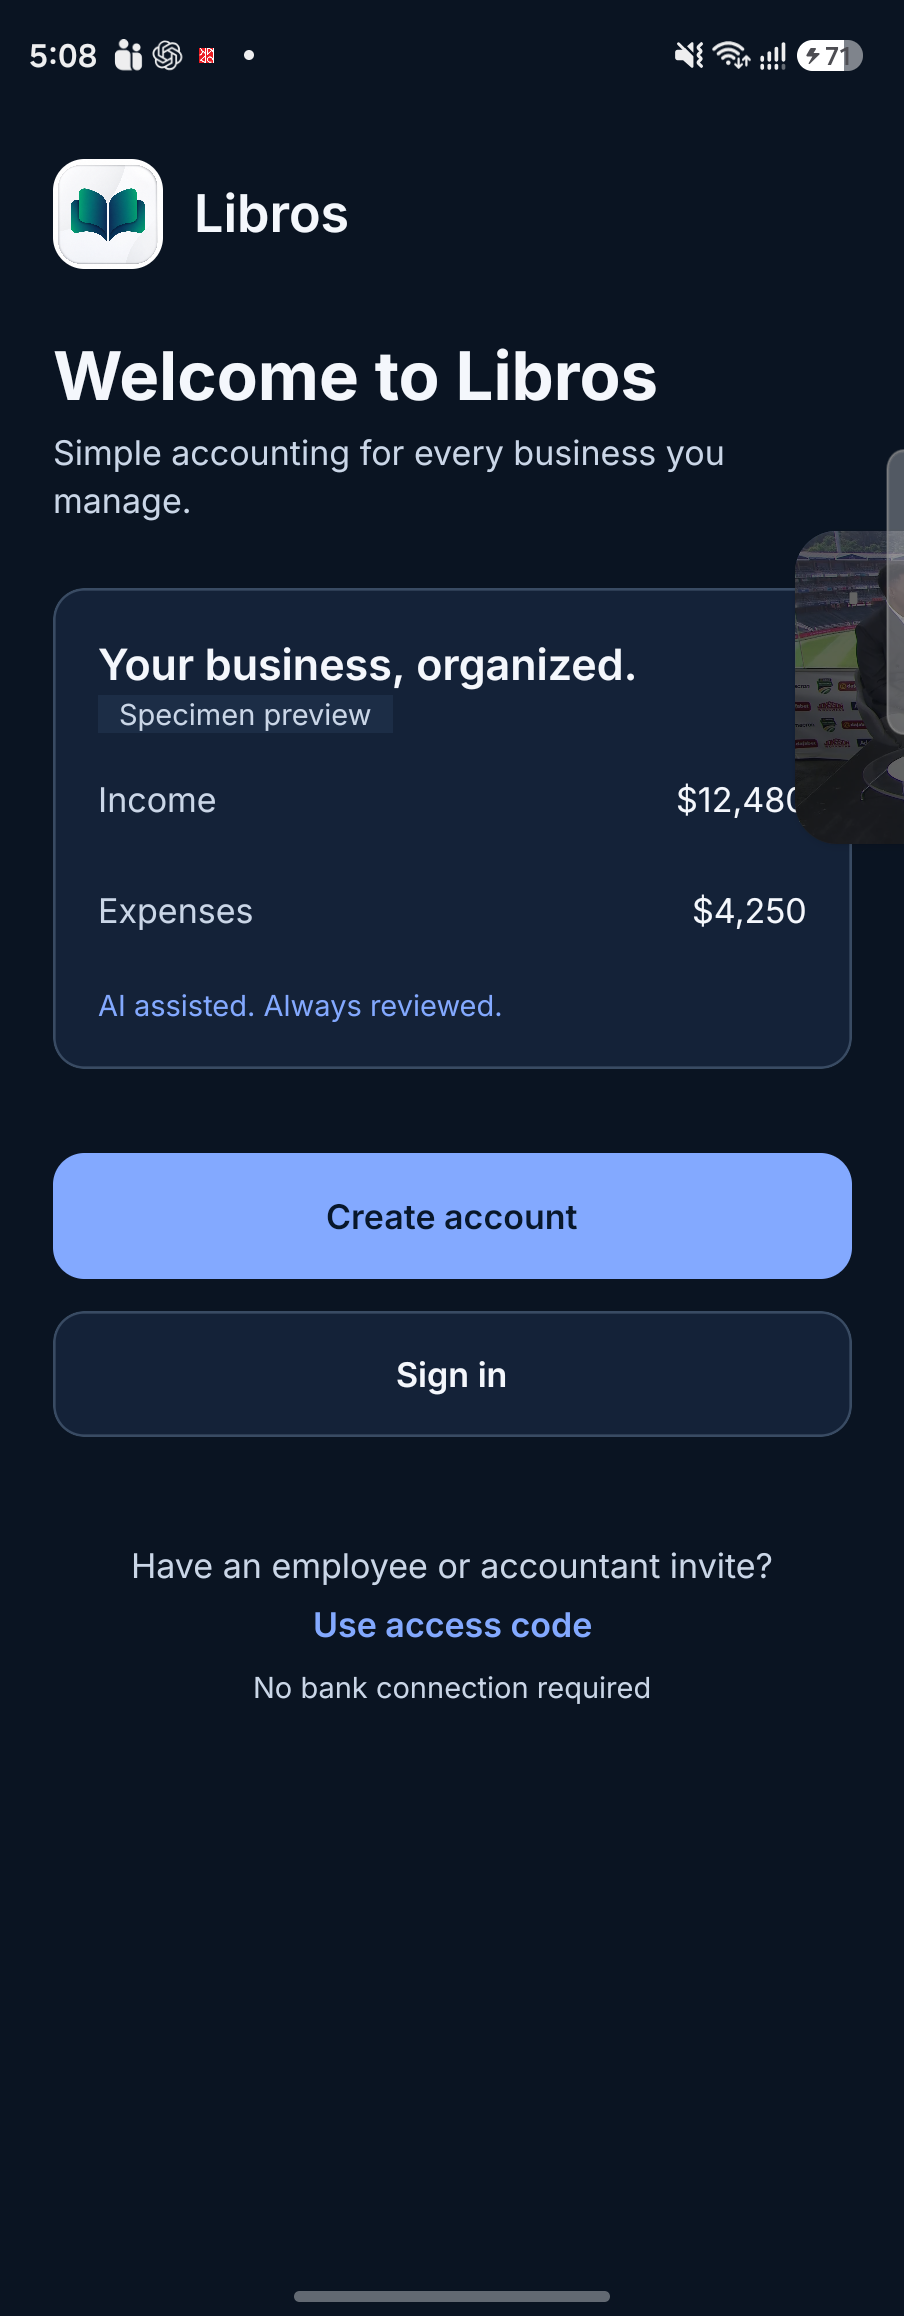 5:08
71
Libros
Welcome to Libros
Simple accounting for every business you
manage.
Your business, organized.
Specimen preview
Income $12,480
Expenses $4,250
AI assisted. Always reviewed.
Create account
Sign in
Have an employee or accountant invite?
Use access code
No bank connection required